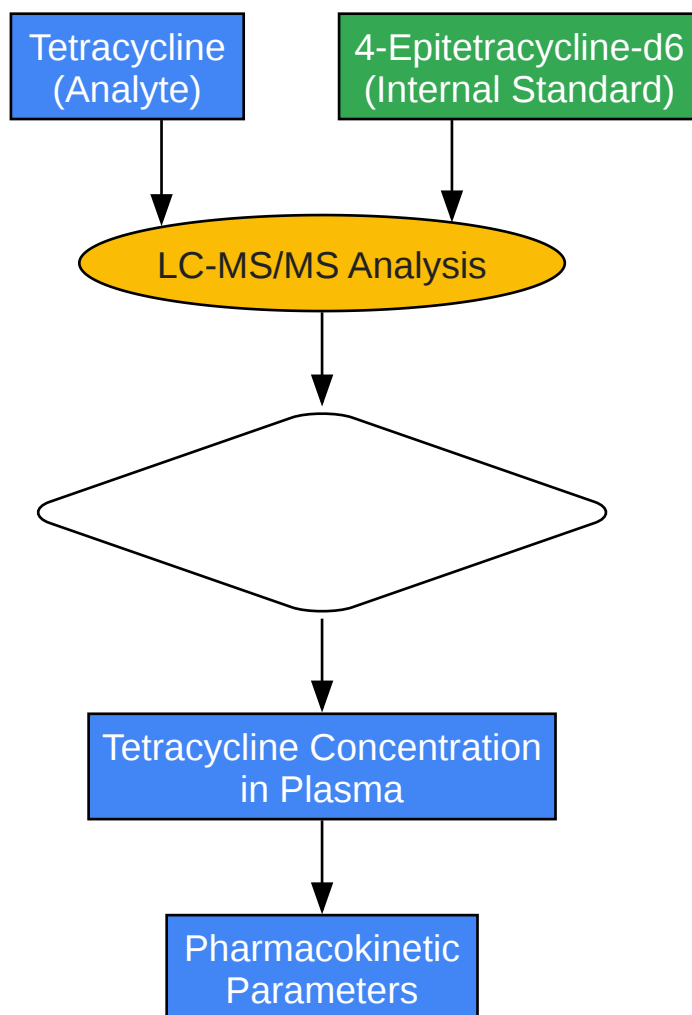 Tetracycline
(Analyte)
4-Epitetracycline-d6
(Internal Standard)
LC-MS/MS Analysis
Tetracycline Concentration
in Plasma
Pharmacokinetic
Parameters